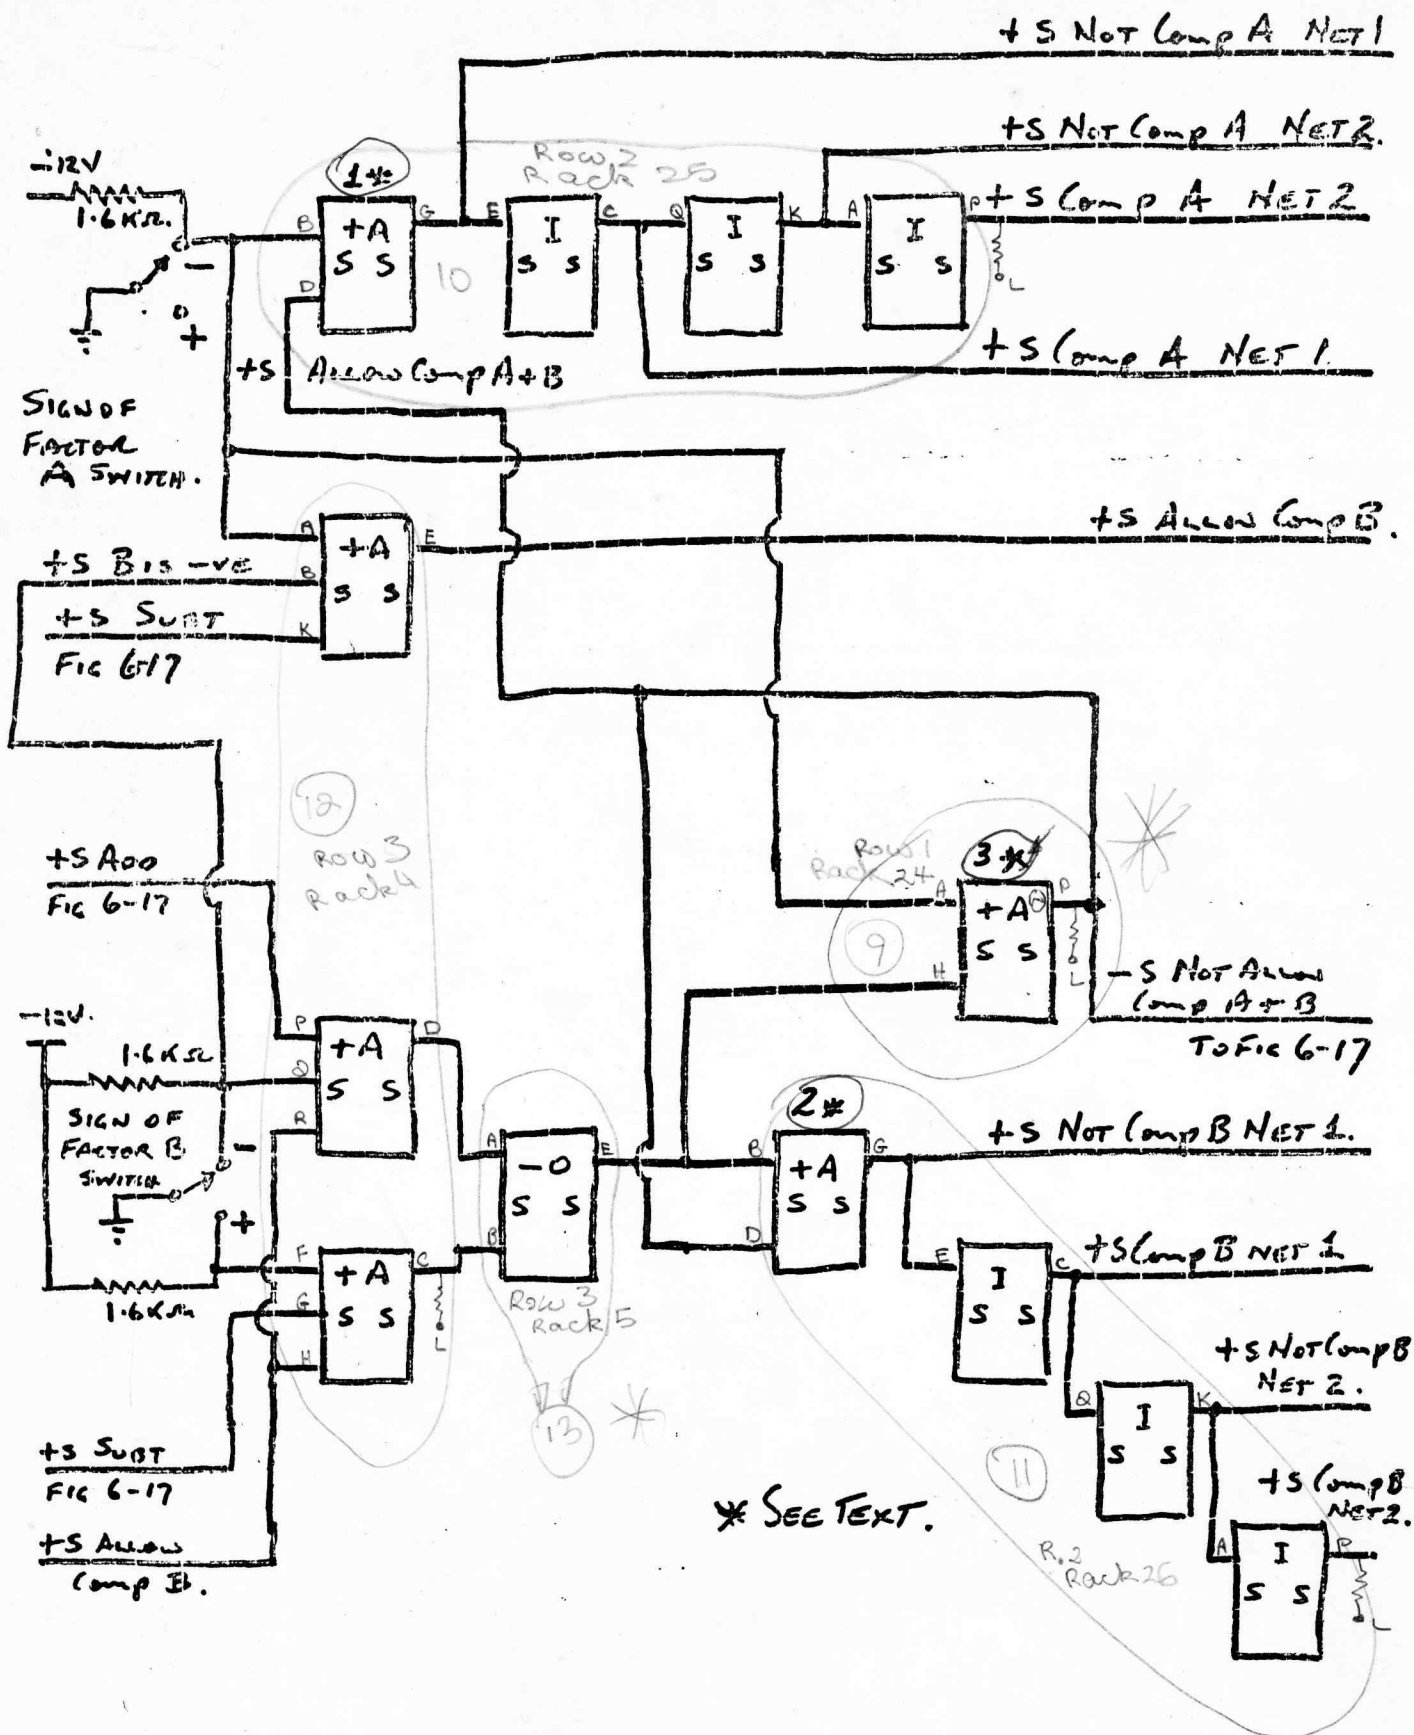 +S NOT Comp A NET 1
+S NOT Comp A NET 2.
-12V
1.6KΩ.
1*
Row 2
Rack 25
B
+A
S S
D
G
E
I
S S
C
Q
I
S S
K
A
I
S S
P
+S Comp A NET 2
L
10
-
+
+S Comp A NET 1
+S ALLOW Comp A+B
SIGN OF
FACTOR
A SWITCH.
A
+A
S S
E
+S ALLOW Comp B.
+S B is -ve
B
+S SUBT
K
FIG 6-17
12
Row 3
Rack 4
+S ADD
FIG 6-17
Row 1
Rack 24
3*
A
+A
S S
Q
P
9
H
L
-S NOT ALLOW
Comp A+B
TO FIG 6-17
-12V.
1.6KΩ
P
+A
S S
D
Q
R
SIGN OF
FACTOR B
SWITCH
-
+
A
-O
S S
E
B
2*
B
+A
S S
G
D
+S NOT Comp B NET 1.
F
+A
S S
C
G
H
L
1.6KΩ
Row 3
Rack 5
13
E
I
S S
C
+S Comp B NET 1
+S NOT Comp B
NET 2.
Q
I
S S
K
11
+S SUBT
FIG 6-17
+S ALLOW
Comp B.
* SEE TEXT.
R.2
Rack 26
+S Comp B
NET 2.
A
I
S S
P
L